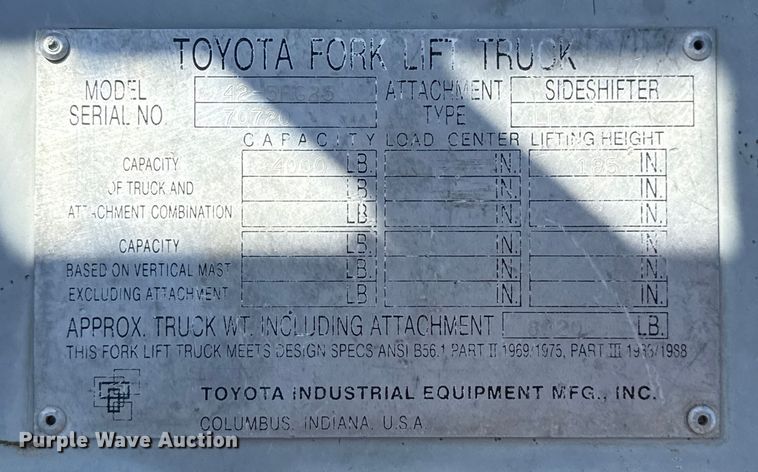 TOYOTA FORK LIFT TRUCK
MODEL ATTACHMENT SIDESHIFTER
SERIAL NO. TYPE
CAPACITY LOAD CENTER LIFTING HEIGHT
CAPACITY 4000 LB. IN. IN.
OF TRUCK AND LB. IN. IN.
ATTACHMENT COMBINATION LB. IN. IN.
CAPACITY LB. IN. IN.
BASED ON VERTICAL MAST LB. IN. IN.
EXCLUDING ATTACHMENT LB. IN. IN.
APPROX. TRUCK WT. INCLUDING ATTACHMENT LB.
THIS FORK LIFT TRUCK MEETS DESIGN SPECS ANSI B56.1 PART II 1969/1975, PART III 1983/1988
TOYOTA INDUSTRIAL EQUIPMENT MFG., INC.
COLUMBUS, INDIANA, U.S.A.
Purple Wave Auction